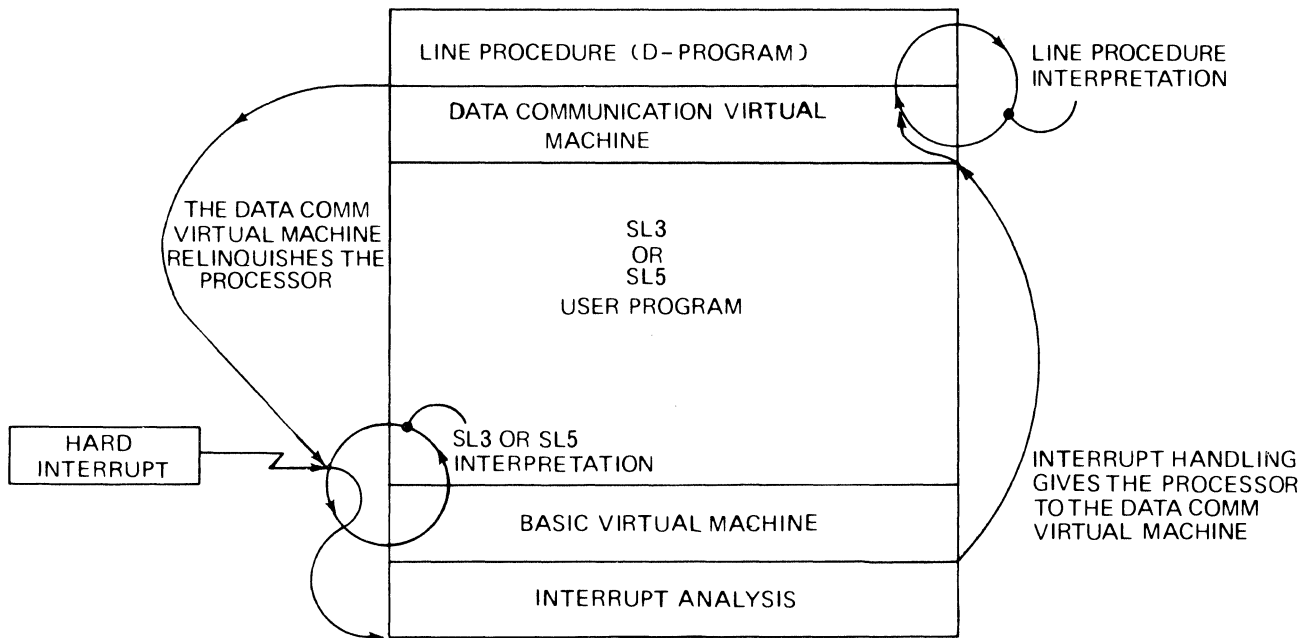 LINE PROCEDURE (D-PROGRAM)
LINE PROCEDURE
INTERPRETATION
DATA COMMUNICATION VIRTUAL
MACHINE
THE DATA COMM
VIRTUAL MACHINE
RELINQUISHES THE
PROCESSOR
SL3
OR
SL5
USER PROGRAM
HARD
INTERRUPT
SL3 OR SL5
INTERPRETATION
INTERRUPT HANDLING
GIVES THE PROCESSOR
TO THE DATA COMM
VIRTUAL MACHINE
BASIC VIRTUAL MACHINE
INTERRUPT ANALYSIS